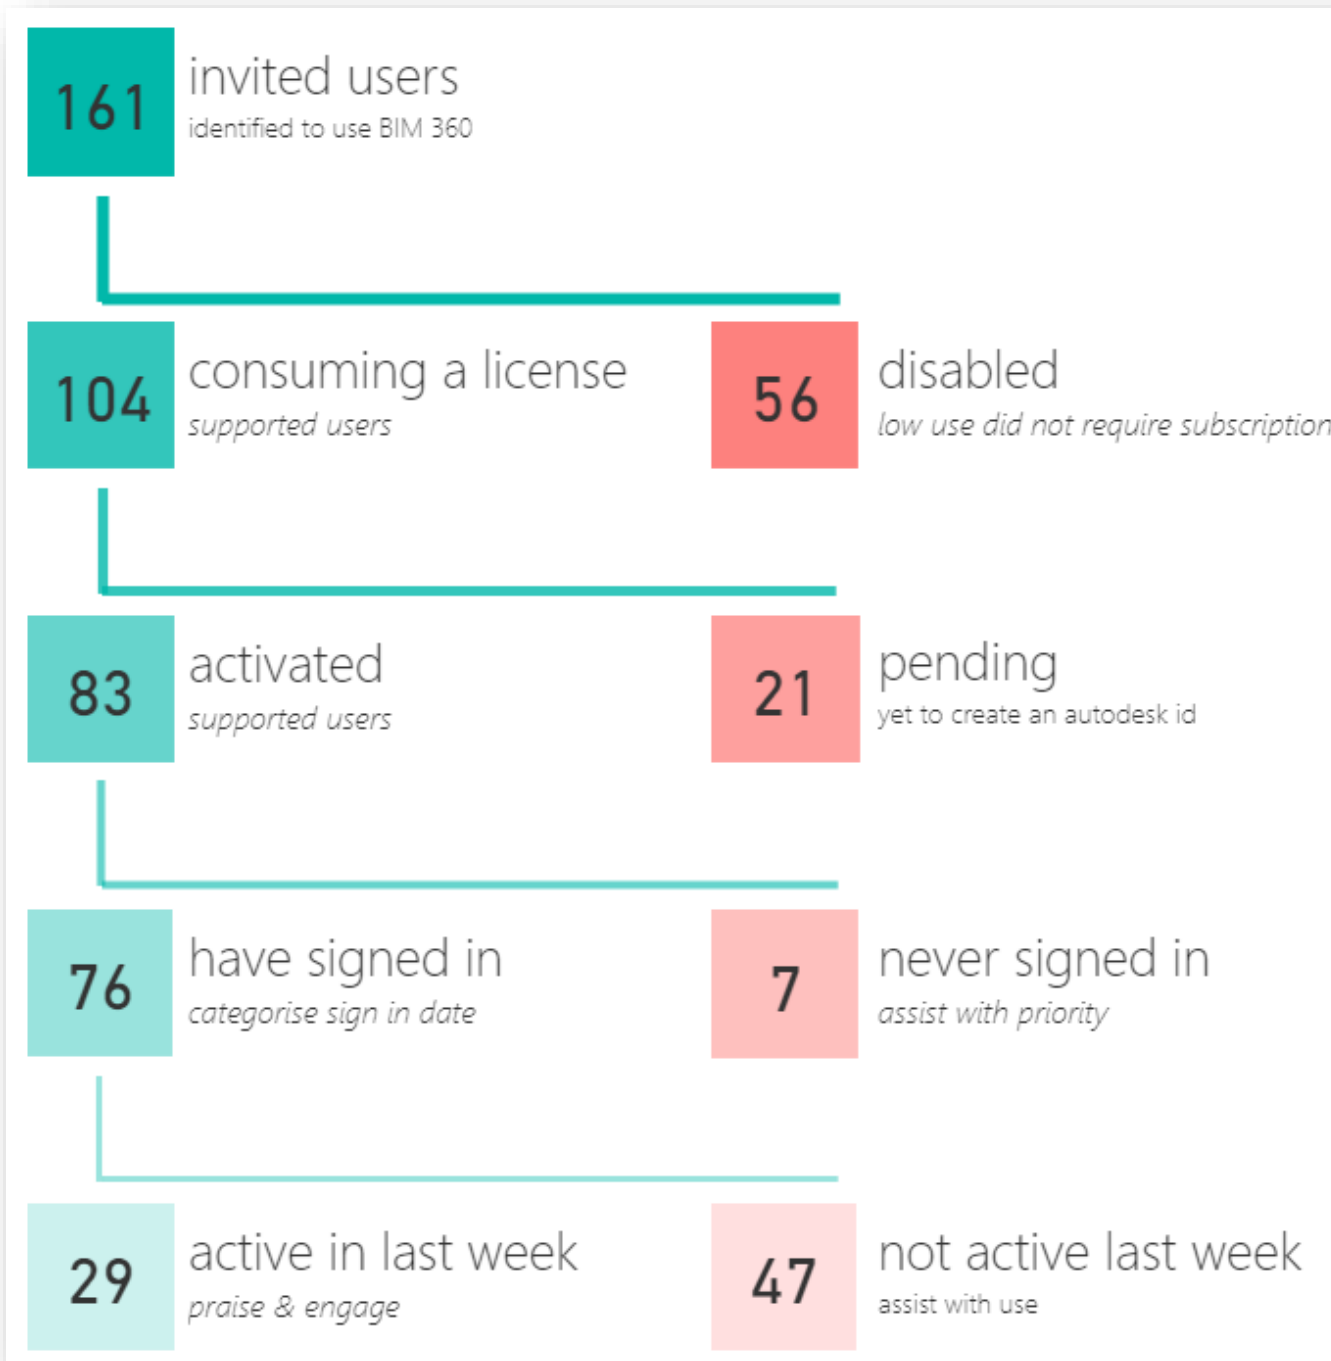 161
invited users
identified to use BIM 360
104
consuming a license
supported users
56
disabled
low use did not require subscription
83
activated
supported users
21
pending
yet to create an autodesk id
76
have signed in
categorise sign in date
7
never signed in
assist with priority
29
active in last week
praise & engage
47
not active last week
assist with use